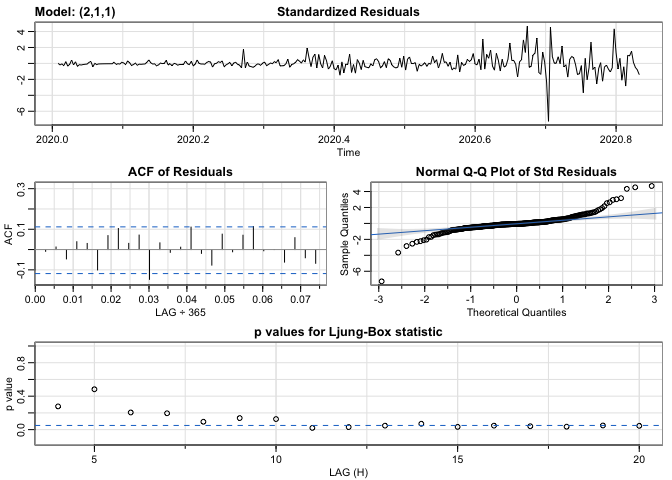 Model: (2,1,1) Standardized Residuals
4
2
-2
-6
2020.0 2020.2 2020.4 2020.6 2020.8
Time
ACF of Residuals
ACF
0.3
0.1
-0.1
0.00 0.01 0.02 0.03 0.04 0.05 0.06 0.07
LAG ÷ 365
Normal Q-Q Plot of Std Residuals
Sample Quantiles
4
2
-2
-6
-3 -2 -1 0 1 2 3
Theoretical Quantiles
p values for Ljung-Box statistic
p value
0.8
0.4
0.0
5 10 15 20
LAG (H)